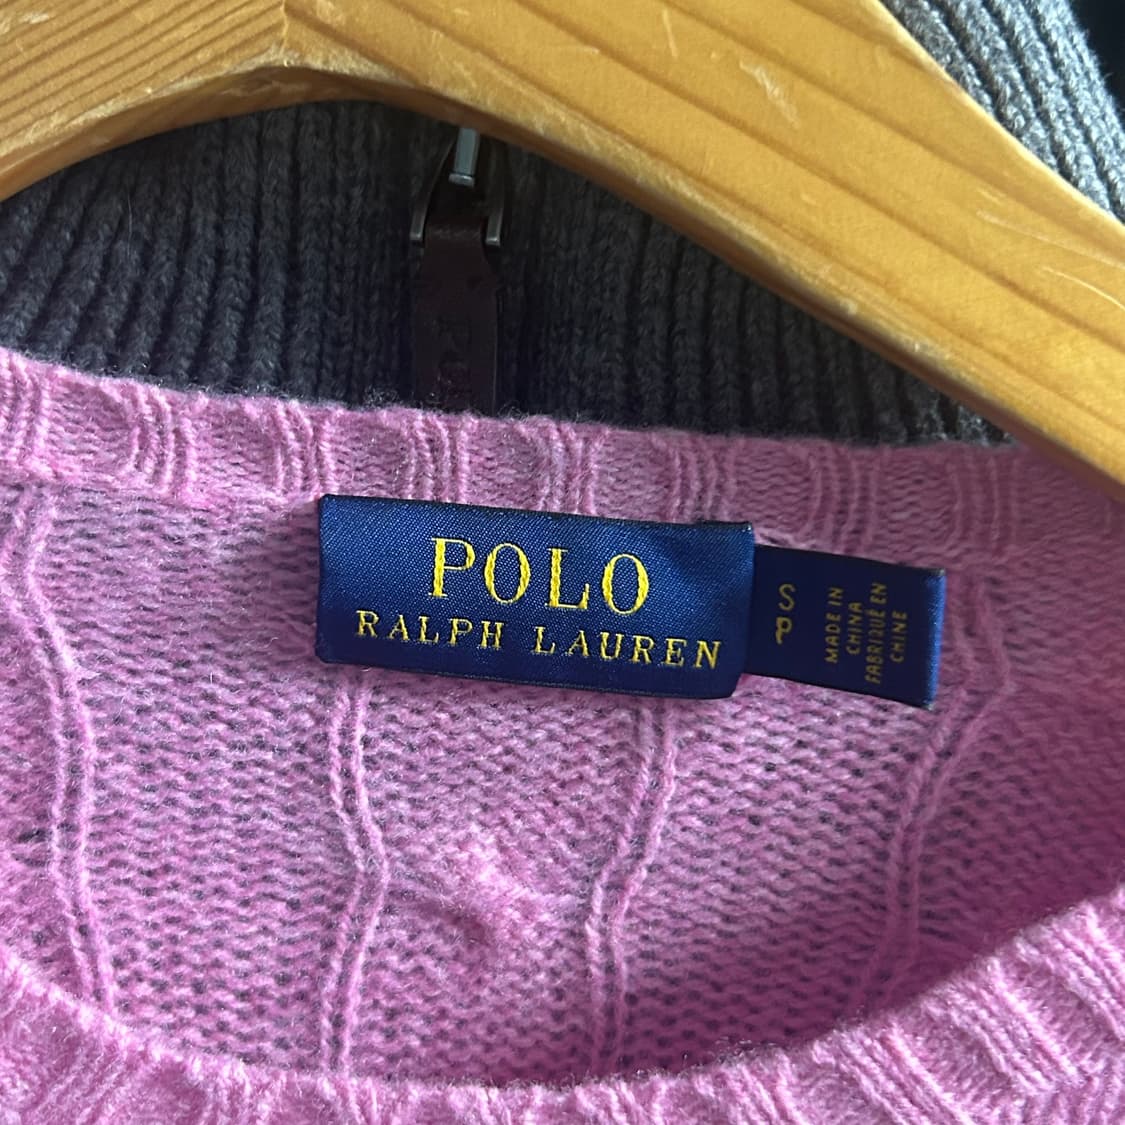 POLO
RALPH LAUREN
S P
MADE IN
CHINA
FABRIQUÉ EN
CHINE